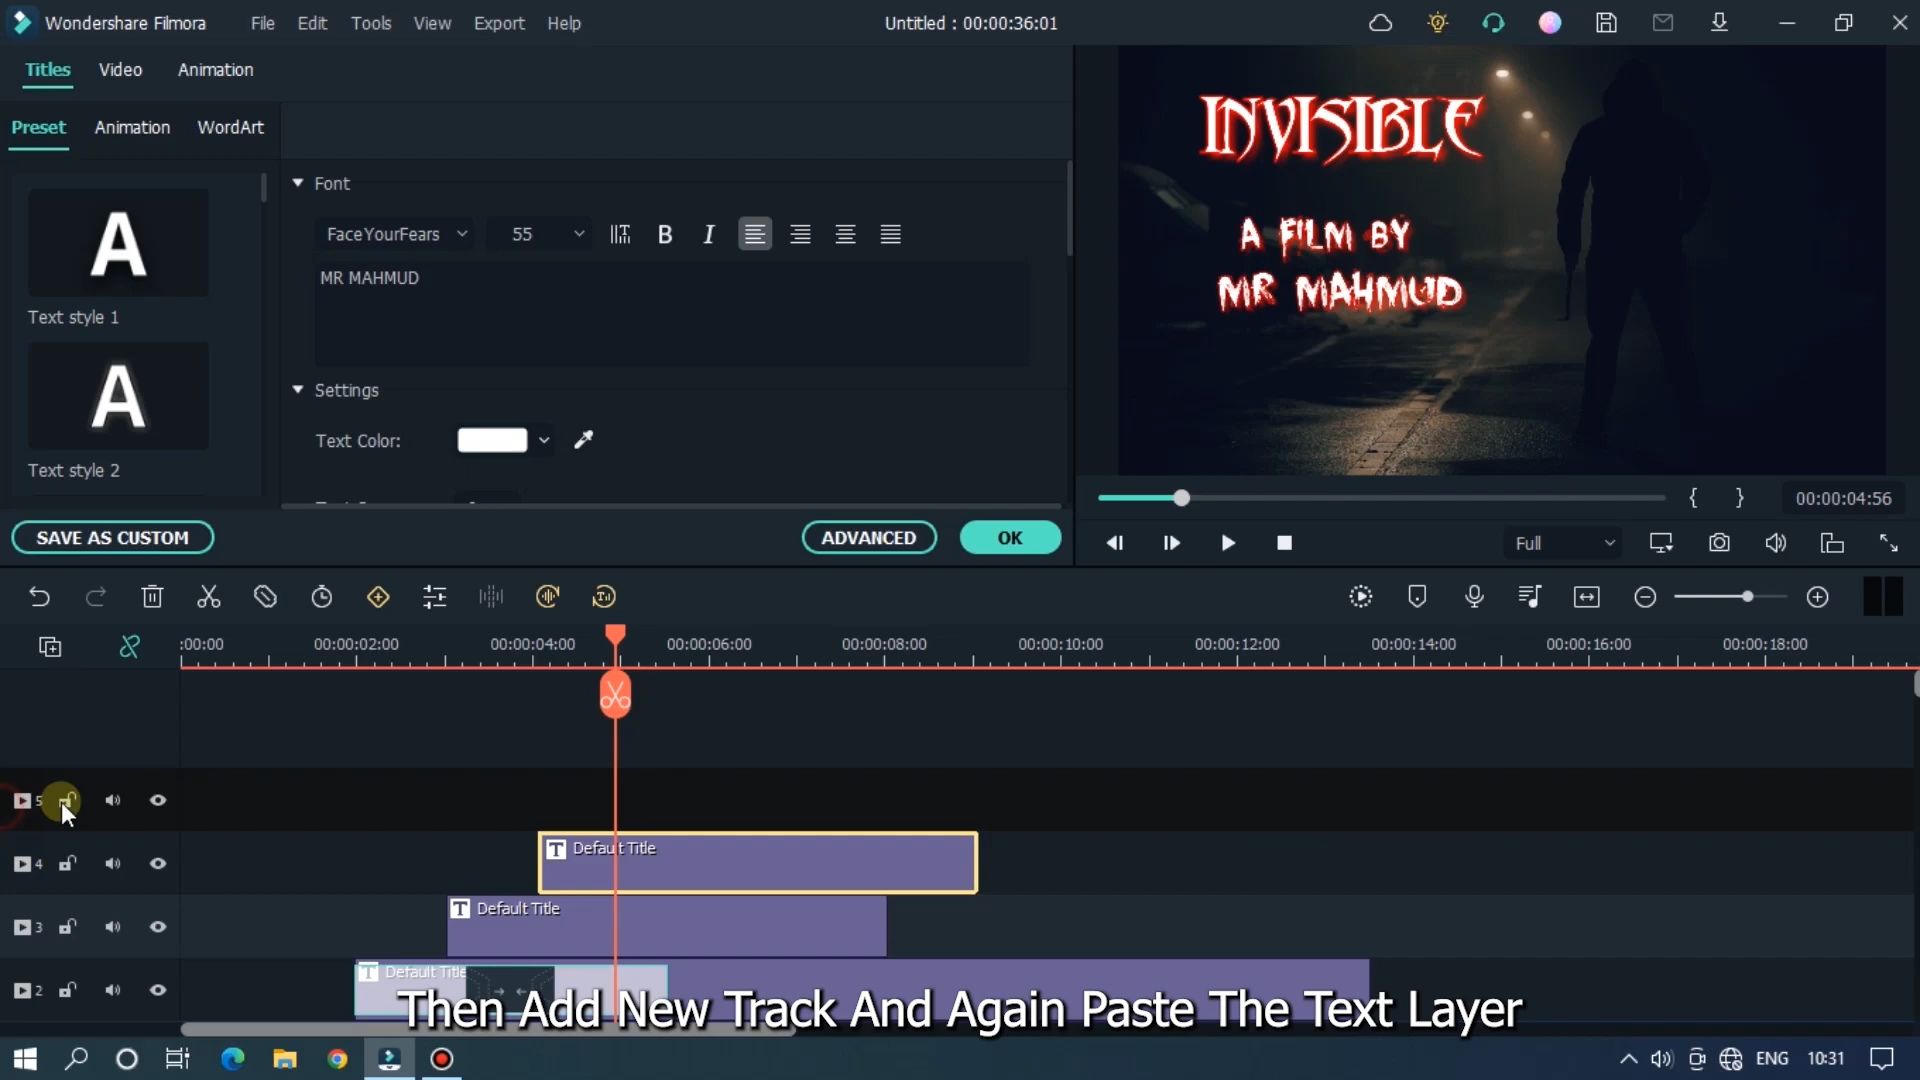 Wondershare Filmora
File Edit Tools View Export Help
Untitled : 00:00:36:01
Titles Video Animation
Preset Animation WordArt
Font
FaceYourFears 55
B I
MR MAHMUD
A
Text style 1
A
Text style 2
Settings
Text Color:
SAVE AS CUSTOM
ADVANCED
OK
INVISIBLE
A FILM BY
MR MAHMUD
{ } 00:00:04:56
Full
:00:00 00:00:02:00 00:00:04:00 00:00:06:00 00:00:08:00 00:00:10:00 00:00:12:00 00:00:14:00 00:00:16:00 00:00:18:00
5
4
T Default Title
3
T Default Title
2
T Default Title
Then Add New Track And Again Paste The Text Layer
ENG 10:31